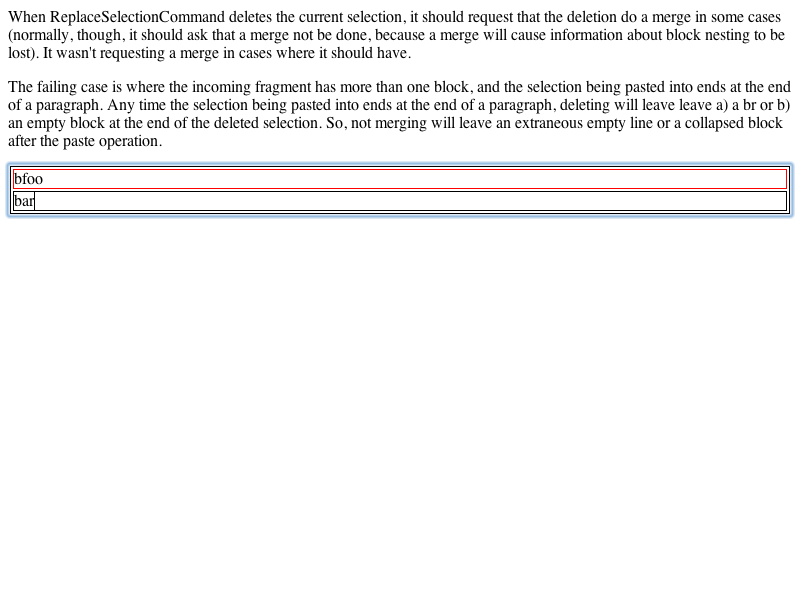 When ReplaceSelectionCommand deletes the current selection, it should request that the deletion do a merge in some cases
(normally, though, it should ask that a merge not be done, because a merge will cause information about block nesting to be
lost). It wasn't requesting a merge in cases where it should have.
The failing case is where the incoming fragment has more than one block, and the selection being pasted into ends at the end
of a paragraph. Any time the selection being pasted into ends at the end of a paragraph, deleting will leave leave a) a br or b)
an empty block at the end of the deleted selection. So, not merging will leave an extraneous empty line or a collapsed block
after the paste operation.
bfoo
bar